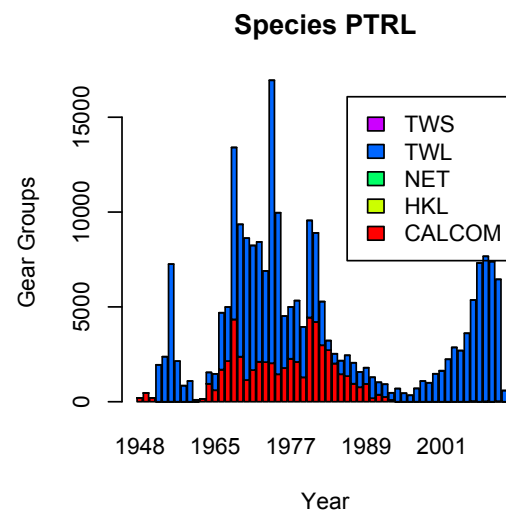 Species PTRL
Gear Groups
15000
10000
5000
0
TWS
TWL
NET
HKL
CALCOM
1948 1965 1977 1989 2001
Year